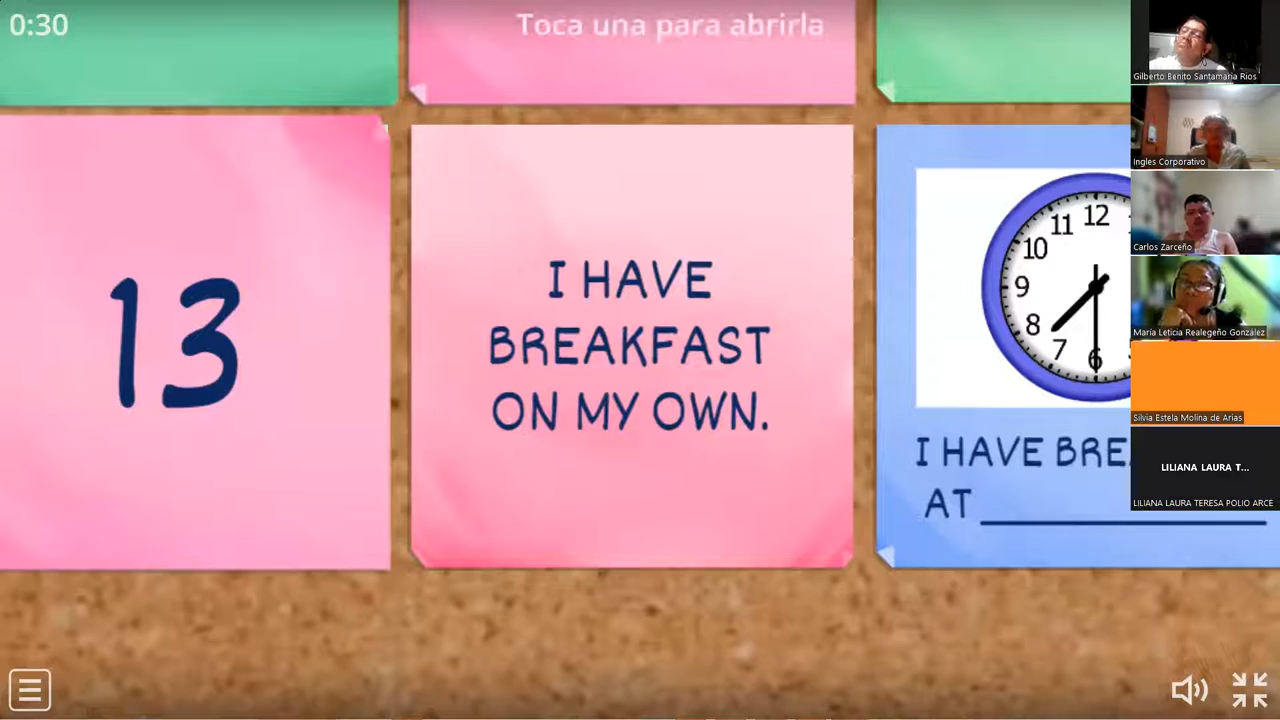 0:30
Toca una para abrirla
13
I HAVE
BREAKFAST
ON MY OWN.
12
11
10
9
8
7
6
I HAVE BREA
AT
Gilberto Benito Santamaria Rios
Ingles Corporativo
Carlos Zarceño
María Leticia Realegeño González
Silvia Estela Molina de Arias
LILIANA LAURA T...
LILIANA LAURA TERESA POLIO ARCE